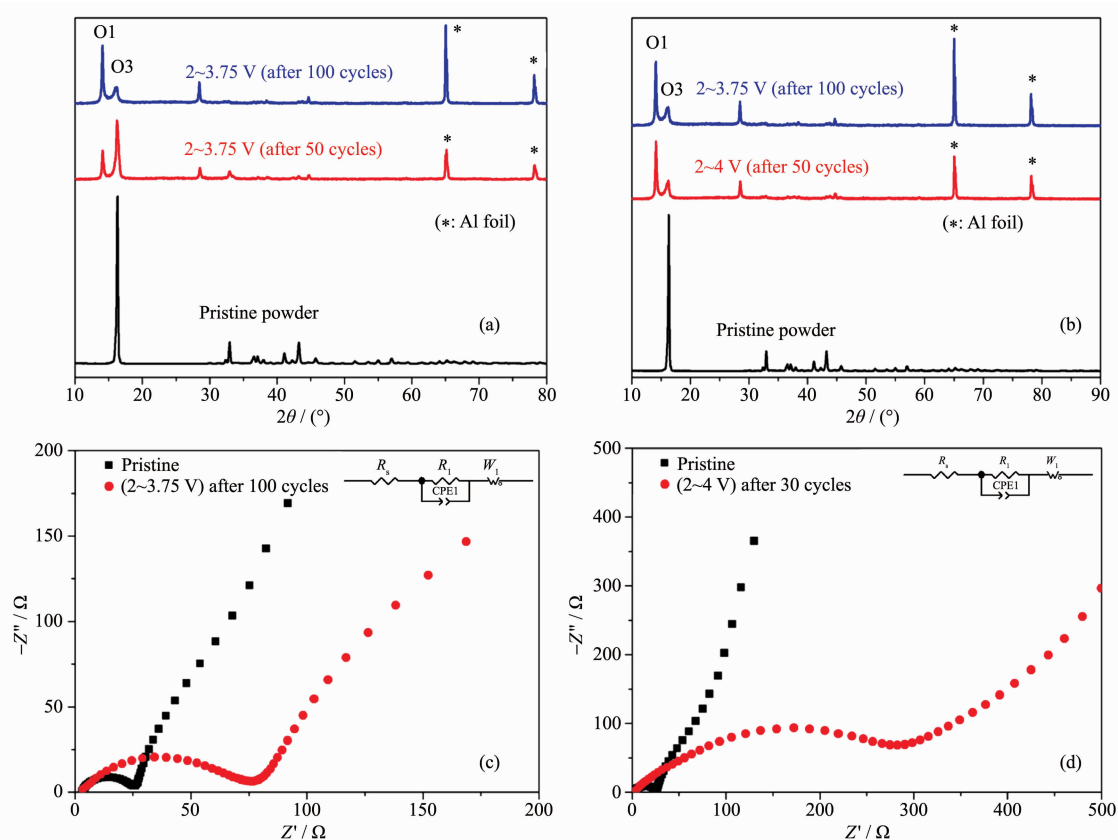 O1
O3
*
*
2~3.75 V (after 100 cycles)
2~3.75 V (after 50 cycles)
*
*
(*: Al foil)
Pristine powder
(a)
10 20 30 40 50 60 70 80
2θ / (°)
O1
O3
*
*
2~3.75 V (after 100 cycles)
2~4 V (after 50 cycles)
*
*
(*: Al foil)
Pristine powder
(b)
10 20 30 40 50 60 70 80 90
2θ / (°)
200
150
100
50
0
−Z" / Ω
Pristine
(2~3.75 V) after 100 cycles
Rs R1 W1
CPE1
(c)
0 50 100 150 200
Z' / Ω
500
400
300
200
100
0
−Z" / Ω
Pristine
(2~4 V) after 30 cycles
Rs R1 W1
CPE1
(d)
0 100 200 300 400 500
Z' / Ω